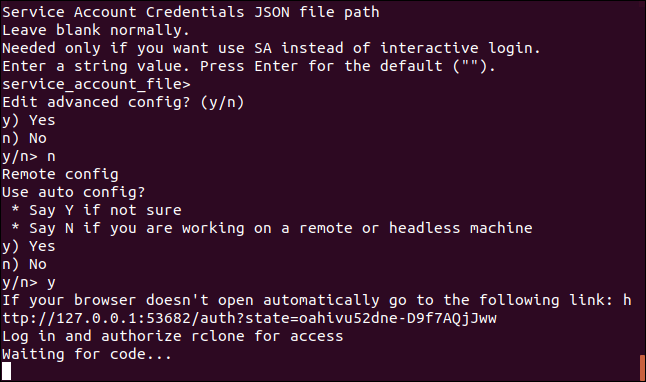 Service Account Credentials JSON file path
Leave blank normally.
Needed only if you want use SA instead of interactive login.
Enter a string value. Press Enter for the default ("").
service_account_file>
Edit advanced config? (y/n)
y) Yes
n) No
y/n> n
Remote config
Use auto config?
 * Say Y if not sure
 * Say N if you are working on a remote or headless machine
y) Yes
n) No
y/n> y
If your browser doesn't open automatically go to the following link: h
ttp://127.0.0.1:53682/auth?state=oahivu52dne-D9f7AQjJww
Log in and authorize rclone for access
Waiting for code...